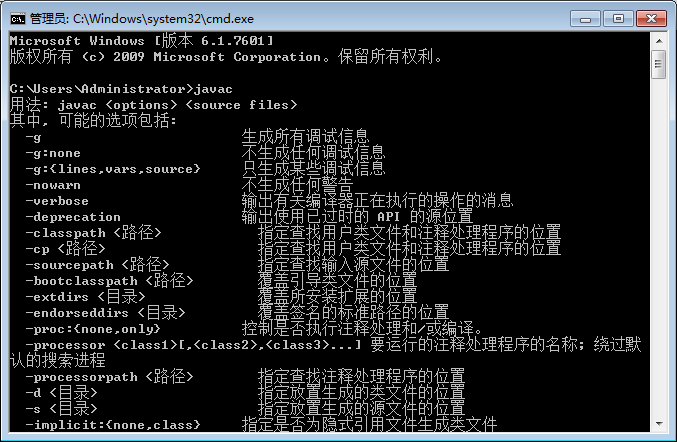 管理员: C:\Windows\system32\cmd.exe
Microsoft Windows [版本 6.1.7601]
版权所有 (c) 2009 Microsoft Corporation。保留所有权利。
C:\Users\Administrator>javac
用法: javac <options> <source files>
其中, 可能的选项包括:
-g 生成所有调试信息
-g:none 不生成任何调试信息
-g:{lines,vars,source} 只生成某些调试信息
-nowarn 不生成任何警告
-verbose 输出有关编译器正在执行的操作的消息
-deprecation 输出使用已过时的 API 的源位置
-classpath <路径> 指定查找用户类文件和注释处理程序的位置
-cp <路径> 指定查找用户类文件和注释处理程序的位置
-sourcepath <路径> 指定查找输入源文件的位置
-bootclasspath <路径> 覆盖引导类文件的位置
-extdirs <目录> 覆盖所安装扩展的位置
-endorseddirs <目录> 覆盖签名的标准路径的位置
-proc:{none,only} 控制是否执行注释处理和/或编译。
-processor <class1>[,<class2>,<class3>...] 要运行的注释处理程序的名称; 绕过默
认的搜索进程
-processorpath <路径> 指定查找注释处理程序的位置
-d <目录> 指定放置生成的类文件的位置
-s <目录> 指定放置生成的源文件的位置
-implicit:{none,class} 指定是否为隐式引用文件生成类文件